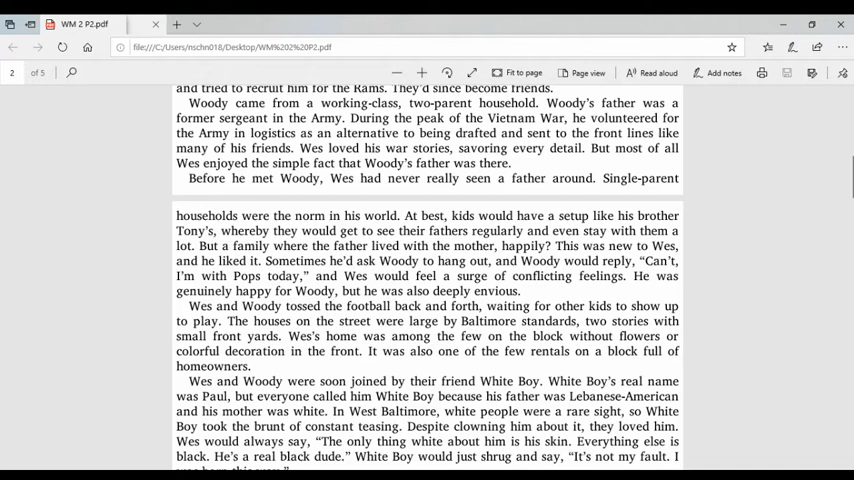 WM 2 P2.pdf
file:///C:/Users/nschn018/Desktop/WM%202%20P2.pdf
2 of 5 Fit to page Page view Read aloud Add notes
and tried to recruit him for the Rams. They'd since become friends.
Woody came from a working-class, two-parent household. Woody's father was a
former sergeant in the Army. During the peak of the Vietnam War, he volunteered for
the Army in logistics as an alternative to being drafted and sent to the front lines like
many of his friends. Wes loved his war stories, savoring every detail. But most of all
Wes enjoyed the simple fact that Woody's father was there.
Before he met Woody, Wes had never really seen a father around. Single-parent
households were the norm in his world. At best, kids would have a setup like his brother
Tony's, whereby they would get to see their fathers regularly and even stay with them a
lot. But a family where the father lived with the mother, happily? This was new to Wes,
and he liked it. Sometimes he'd ask Woody to hang out, and Woody would reply, "Can't,
I'm with Pops today," and Wes would feel a surge of conflicting feelings. He was
genuinely happy for Woody, but he was also deeply envious.
Wes and Woody tossed the football back and forth, waiting for other kids to show up
to play. The houses on the street were large by Baltimore standards, two stories with
small front yards. Wes's home was among the few on the block without flowers or
colorful decoration in the front. It was also one of the few rentals on a block full of
homeowners.
Wes and Woody were soon joined by their friend White Boy. White Boy's real name
was Paul, but everyone called him White Boy because his father was Lebanese-American
and his mother was white. In West Baltimore, white people were a rare sight, so White
Boy took the brunt of constant teasing. Despite clowning him about it, they loved him.
Wes would always say, "The only thing white about him is his skin. Everything else is
black. He's a real black dude." White Boy would just shrug and say, "It's not my fault. I